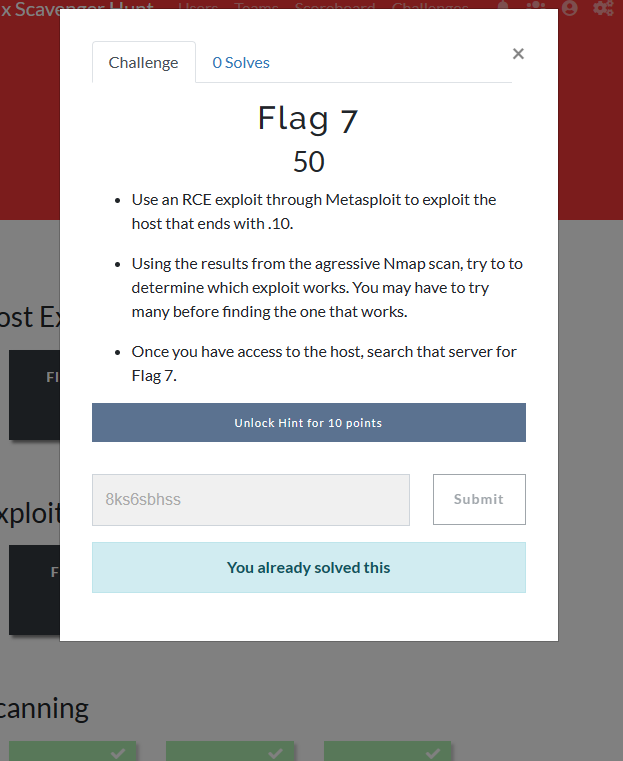 x Scavenger Hunt Users Teams Scoreboard Challenges
Challenge
0 Solves
×
Flag 7
50
• Use an RCE exploit through Metasploit to exploit the
host that ends with .10.
• Using the results from the agressive Nmap scan, try to to
determine which exploit works. You may have to try
many before finding the one that works.
• Once you have access to the host, search that server for
Flag 7.
Unlock Hint for 10 points
8ks6sbhss
Submit
You already solved this
ost Ex
Fl
xploit
F
canning